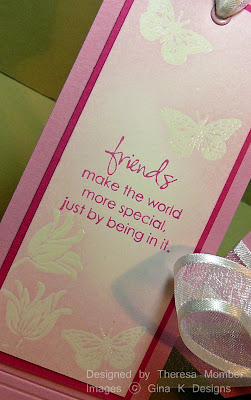 friends
make the world
more special,
just by being in it.
Designed by Theresa Momber
Images © Gina K Designs